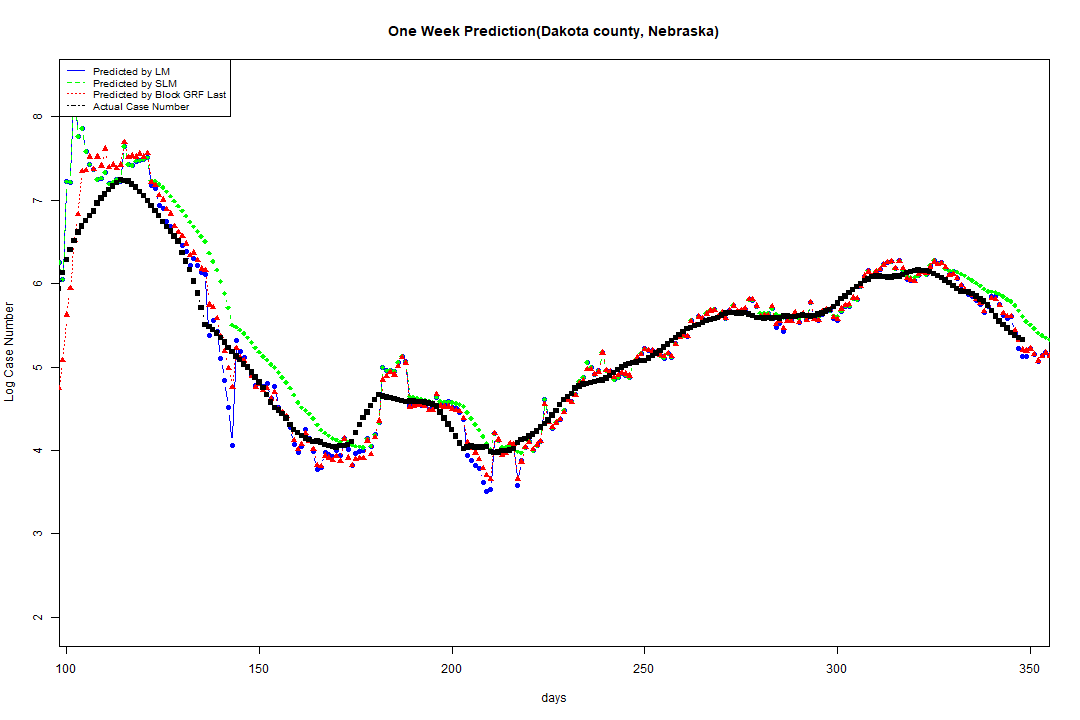 One Week Prediction(Dakota county, Nebraska)
Predicted by LM
Predicted by SLM
Predicted by Block GRF Last
Actual Case Number
8
7
6
5
4
3
2
Log Case Number
100 150 200 250 300 350
days